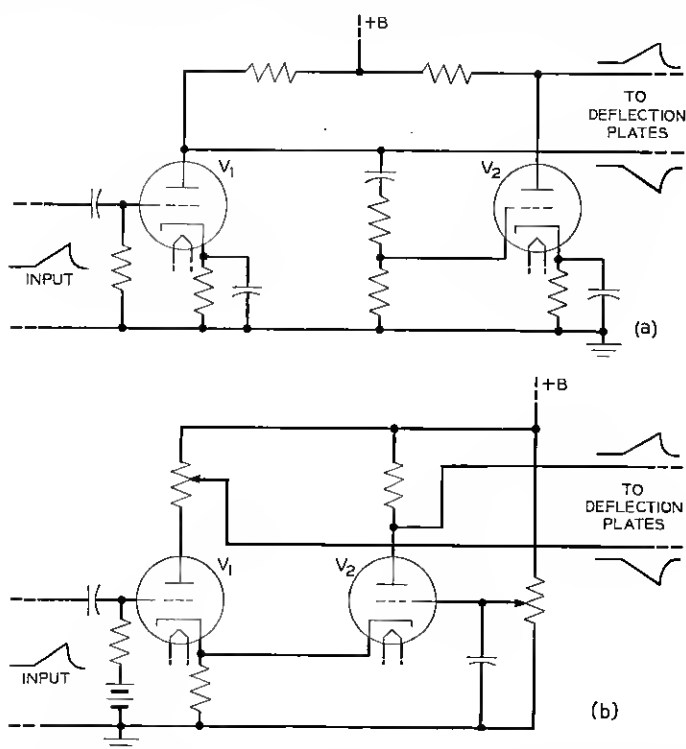 +B
TO
DEFLECTION
PLATES
V1
V2
INPUT
(a)
+B
TO
DEFLECTION
PLATES
V1
V2
INPUT
(b)